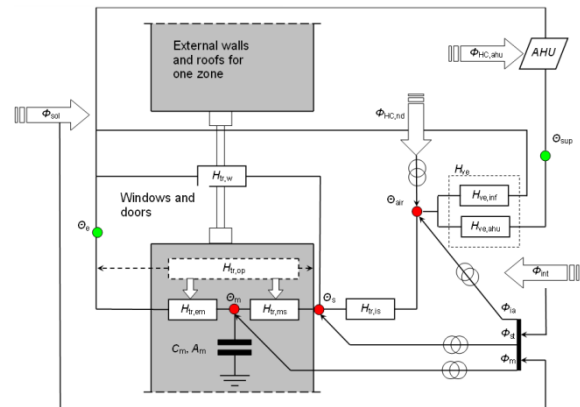 External walls
and roofs for
one zone
ΦHC,ahu
AHU
Φsol
ΦHC,nd
Θsup
Htr,w
Hve
Hve,inf
Windows and
doors
Θair
Hve,ahu
Θe
Htr,op
Φint
Θm
Θs
Htr,em
Htr,ms
Htr,is
Φia
Φst
Φm
Cm, Am